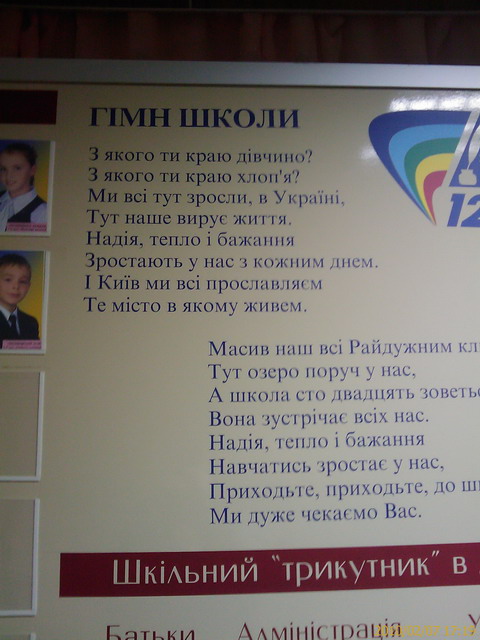 ГІМН ШКОЛИ
З якого ти краю дівчино?
З якого ти краю хлоп'я?
Ми всі тут зросли, в Україні,
Тут наше вирує життя.
Надія, тепло і бажання
Зростають у нас з кожним днем.
І Київ ми всі прославляєм
Те місто в якому живем.
12
Масив наш всі Райдужним
Тут озеро поруч у нас,
А школа сто двадцять
Вона зустрічає всіх нас.
Надія, тепло і бажання
Навчатись зростає у нас,
Приходьте, приходьте, до
Ми дуже чекаємо Вас.
Шкільний "трикутник" в
Батьки Адміністрація